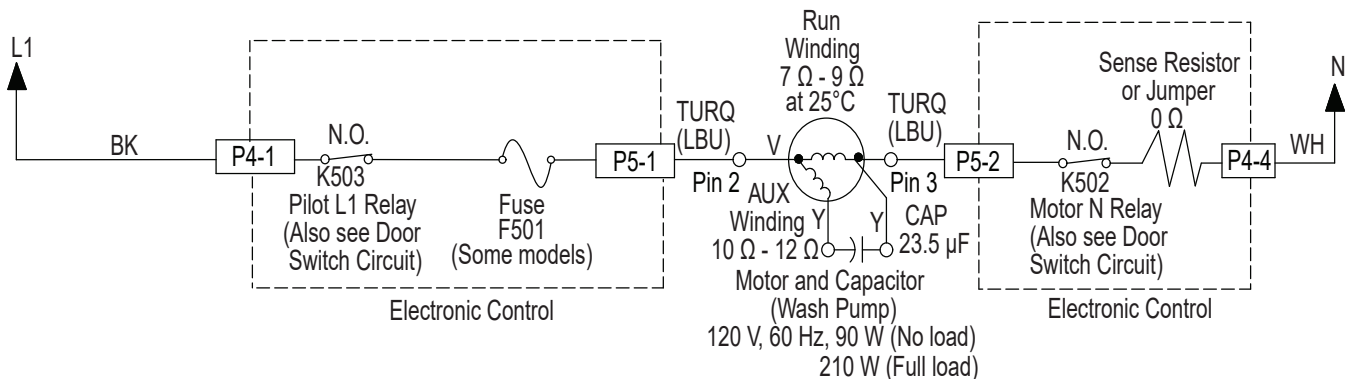 L1
BK
P4-1
N.O.
K503
Pilot L1 Relay
(Also see Door
Switch Circuit)
Fuse
F501
(Some models)
P5-1
Electronic Control
TURQ
(LBU)
Pin 2
V
Run
Winding
7 Ω - 9 Ω
at 25°C
AUX
Winding
10 Ω - 12 Ω
Y
Y
CAP
23.5 µF
Motor and Capacitor
(Wash Pump)
120 V, 60 Hz, 90 W (No load)
210 W (Full load)
TURQ
(LBU)
Pin 3
P5-2
N.O.
K502
Motor N Relay
(Also see Door
Switch Circuit)
Sense Resistor
or Jumper
0 Ω
P4-4
Electronic Control
WH
N